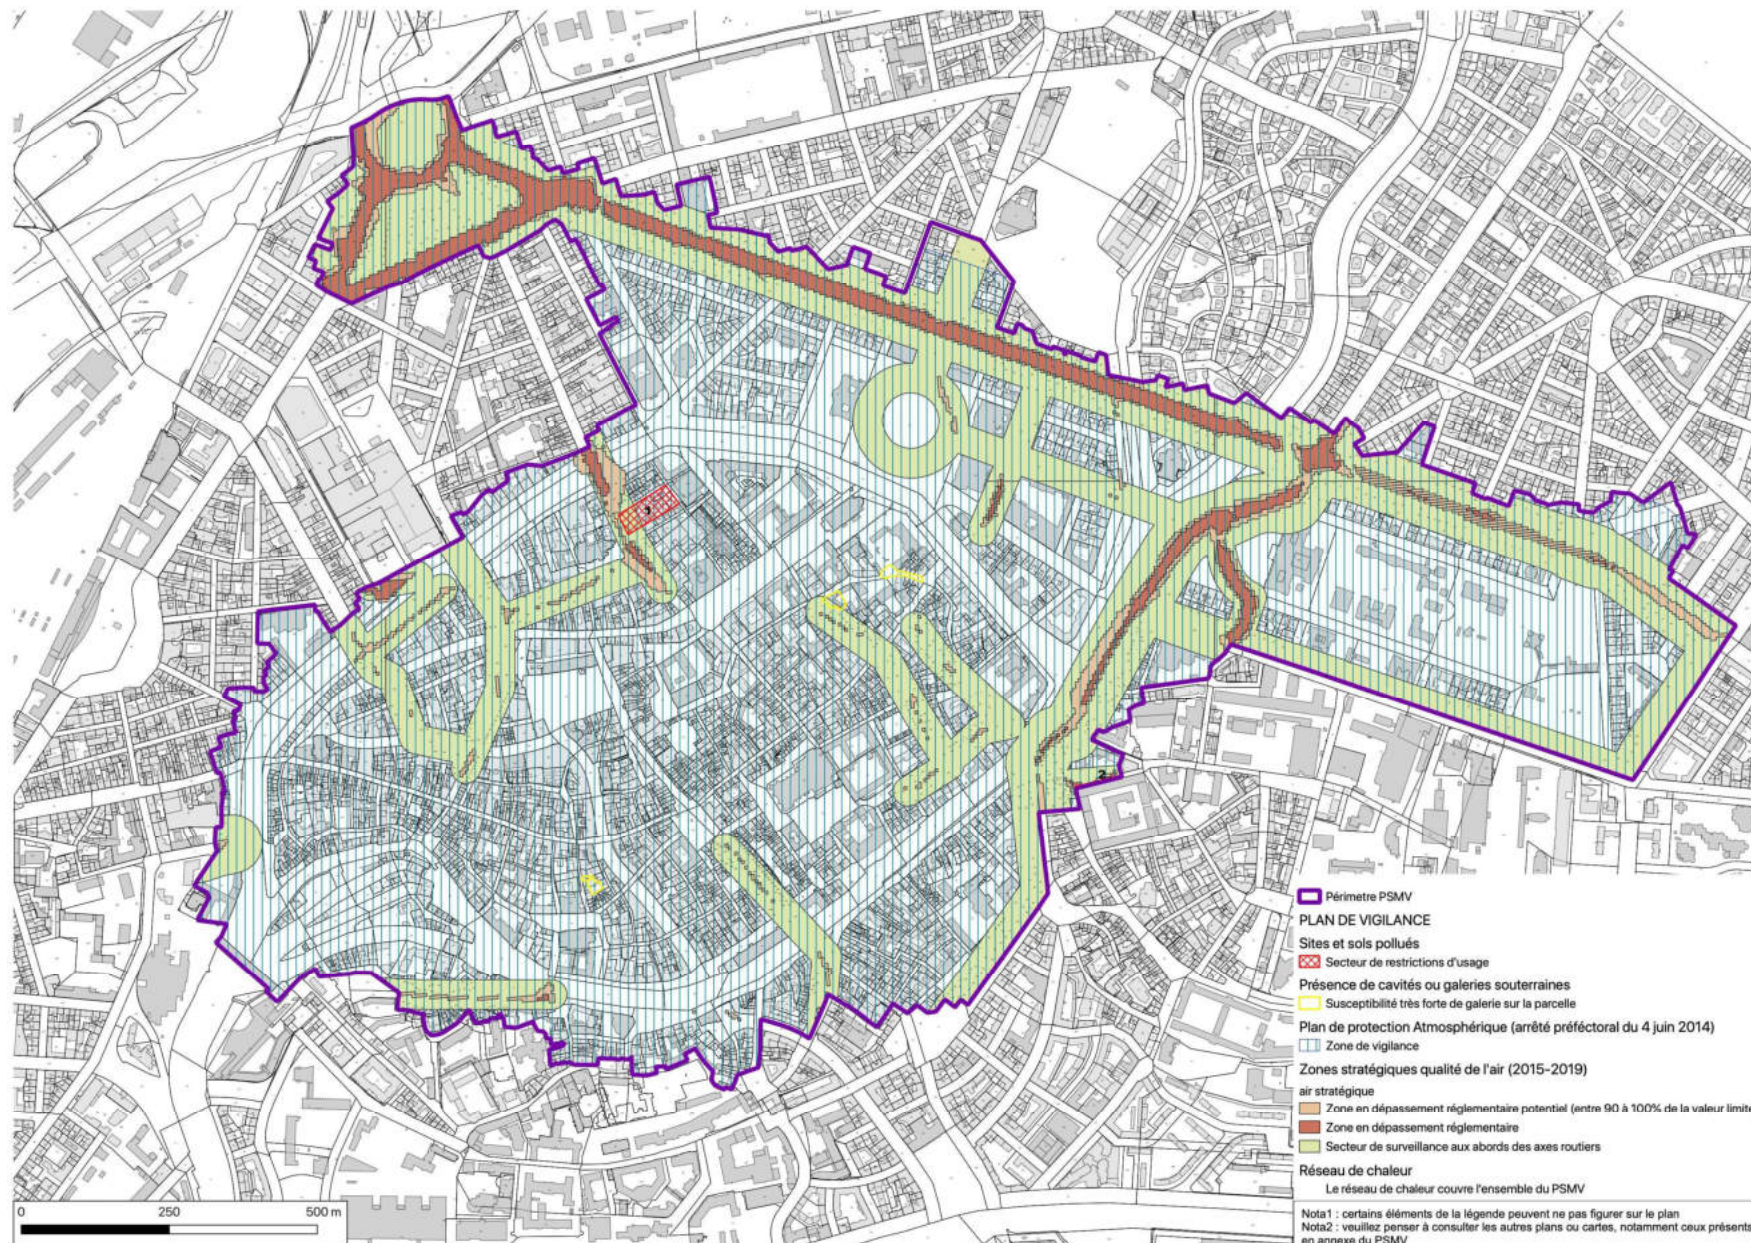 1
2
Périmetre PSMV
PLAN DE VIGILANCE
Sites et sols pollués
Secteur de restrictions d'usage
Présence de cavités ou galeries souterraines
Susceptibilité très forte de galerie sur la parcelle
Plan de protection Atmosphérique (arrêté préféctoral du 4 juin 2014)
Zone de vigilance
Zones stratégiques qualité de l'air (2015-2019)
air stratégique
Zone en dépassement réglementaire potentiel (entre 90 à 100% de la valeur limite
Zone en dépassement réglementaire
Secteur de surveillance aux abords des axes routiers
Réseau de chaleur
Le réseau de chaleur couvre l'ensemble du PSMV
0 250 500 m
Nota1 : certains éléments de la légende peuvent ne pas figurer sur le plan
Nota2 : veuillez penser à consulter les autres plans ou cartes, notamment ceux présents
en annexe du PSMV